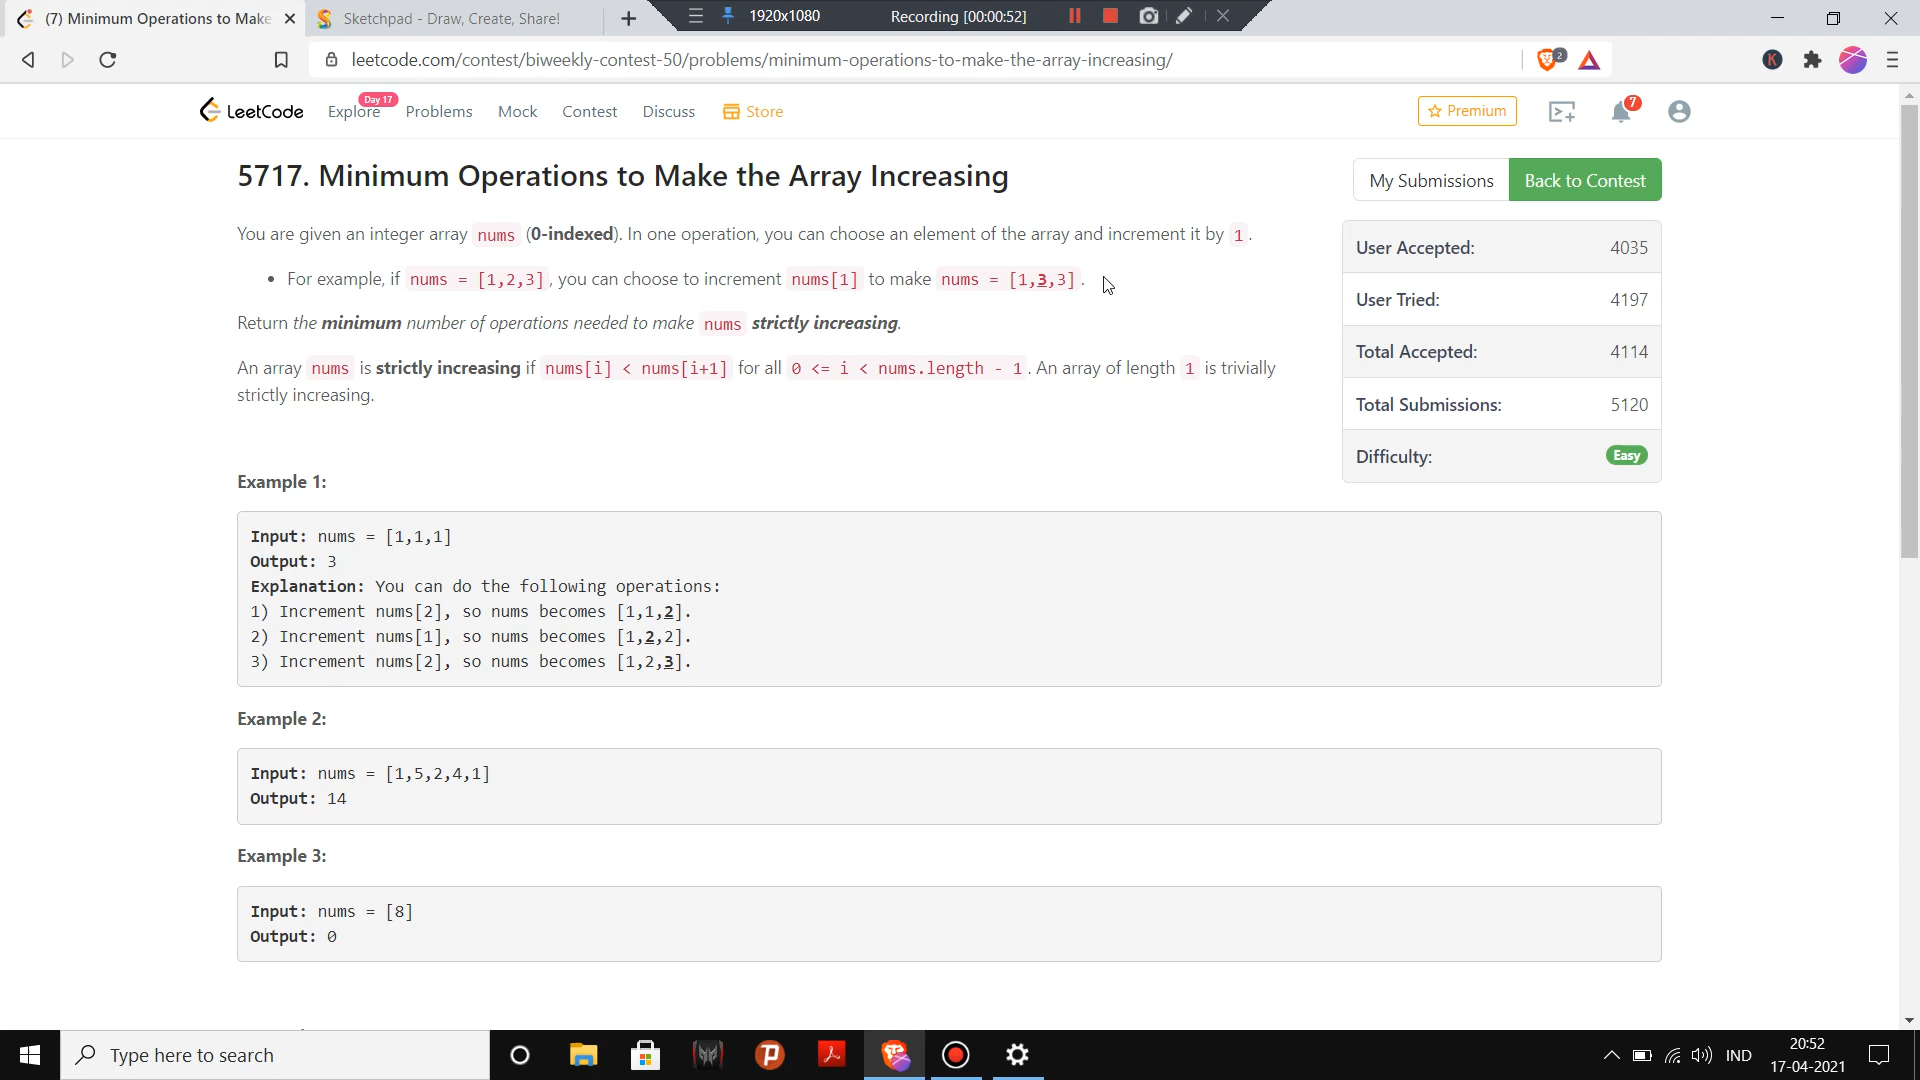 (7) Minimum Operations to Make
Sketchpad - Draw, Create, Share!
1920x1080
Recording [00:00:52]
leetcode.com/contest/biweekly-contest-50/problems/minimum-operations-to-make-the-array-increasing/
2
K
LeetCode
Explore
Day 17
Problems
Mock
Contest
Discuss
Store
Premium
7
5717. Minimum Operations to Make the Array Increasing
My Submissions
Back to Contest
You are given an integer array nums (0-indexed). In one operation, you can choose an element of the array and increment it by 1.
• For example, if nums = [1,2,3], you can choose to increment nums[1] to make nums = [1,3,3].
Return the minimum number of operations needed to make nums strictly increasing.
An array nums is strictly increasing if nums[i] < nums[i+1] for all 0 <= i < nums.length - 1. An array of length 1 is trivially
strictly increasing.
User Accepted: 4035
User Tried: 4197
Total Accepted: 4114
Total Submissions: 5120
Difficulty: Easy
Example 1:
Input: nums = [1,1,1]
Output: 3
Explanation: You can do the following operations:
1) Increment nums[2], so nums becomes [1,1,2].
2) Increment nums[1], so nums becomes [1,2,2].
3) Increment nums[2], so nums becomes [1,2,3].
Example 2:
Input: nums = [1,5,2,4,1]
Output: 14
Example 3:
Input: nums = [8]
Output: 0
Type here to search
IND
20:52
17-04-2021